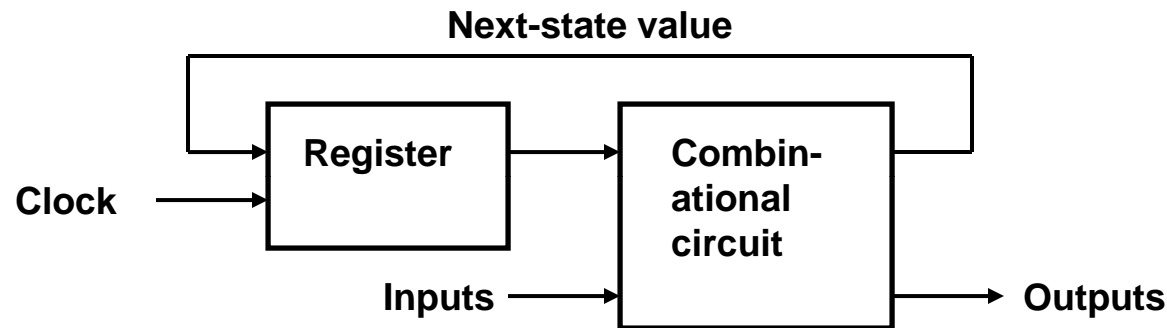 Next-state value
Register
Combin-
ational
circuit
Clock
Inputs
Outputs